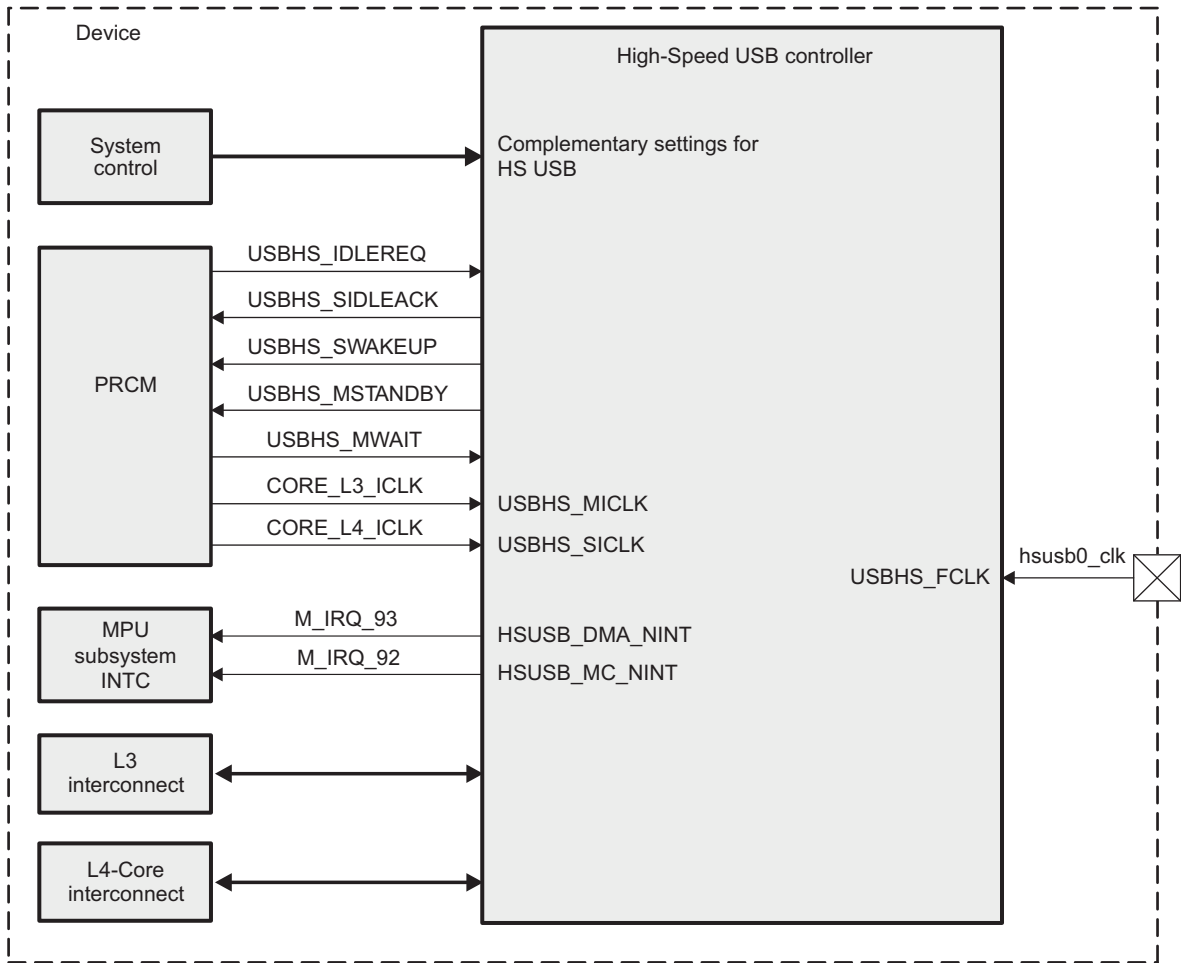 Device
High-Speed USB controller
System
control
Complementary settings for
HS USB
PRCM
USBHS_IDLEREQ
USBHS_SIDLEACK
USBHS_SWAKEUP
USBHS_MSTANDBY
USBHS_MWAIT
CORE_L3_ICLK
USBHS_MICLK
CORE_L4_ICLK
USBHS_SICLK
hsusb0_clk
USBHS_FCLK
MPU
subsystem
INTC
M_IRQ_93
HSUSB_DMA_NINT
M_IRQ_92
HSUSB_MC_NINT
L3
interconnect
L4-Core
interconnect